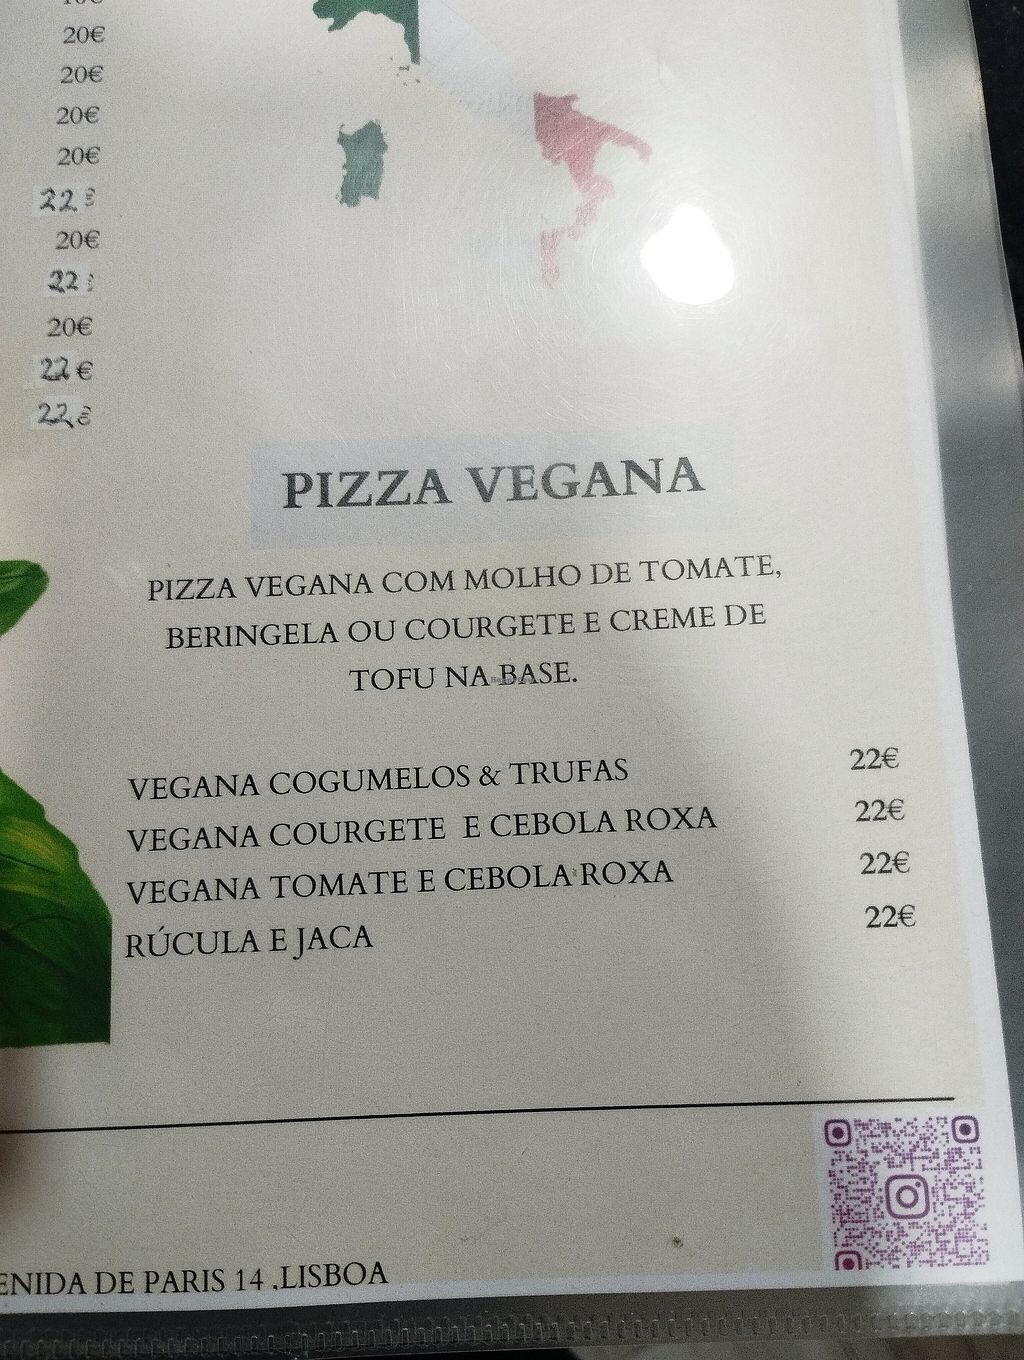 20€
20€
20€
20€
22€
20€
22
20€
22€
22€
PIZZA VEGANA
PIZZA VEGANA COM MOLHO DE TOMATE,
BERINGELA OU COURGETE E CREME DE
TOFU NA BASE.
VEGANA COGUMELOS & TRUFAS 22€
VEGANA COURGETE E CEBOLA ROXA 22€
VEGANA TOMATE E CEBOLA ROXA 22€
RÚCULA E JACA 22€
ENIDA DE PARIS 14 ,LISBOA